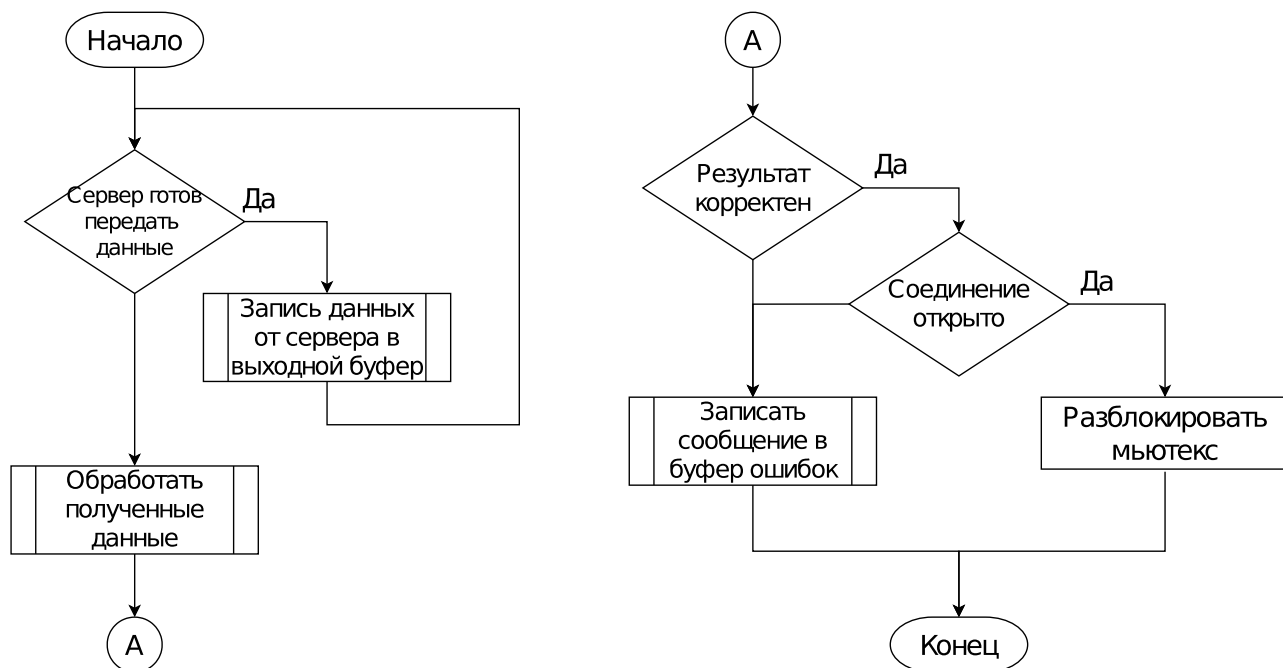 Начало
Сервер готов
передать
данные
Да
Запись данных
от сервера в
выходной буфер
Обработать
полученные
данные
А
А
Результат
корректен
Да
Соединение
открыто
Да
Записать
сообщение в
буфер ошибок
Разблокировать
мьютекс
Конец